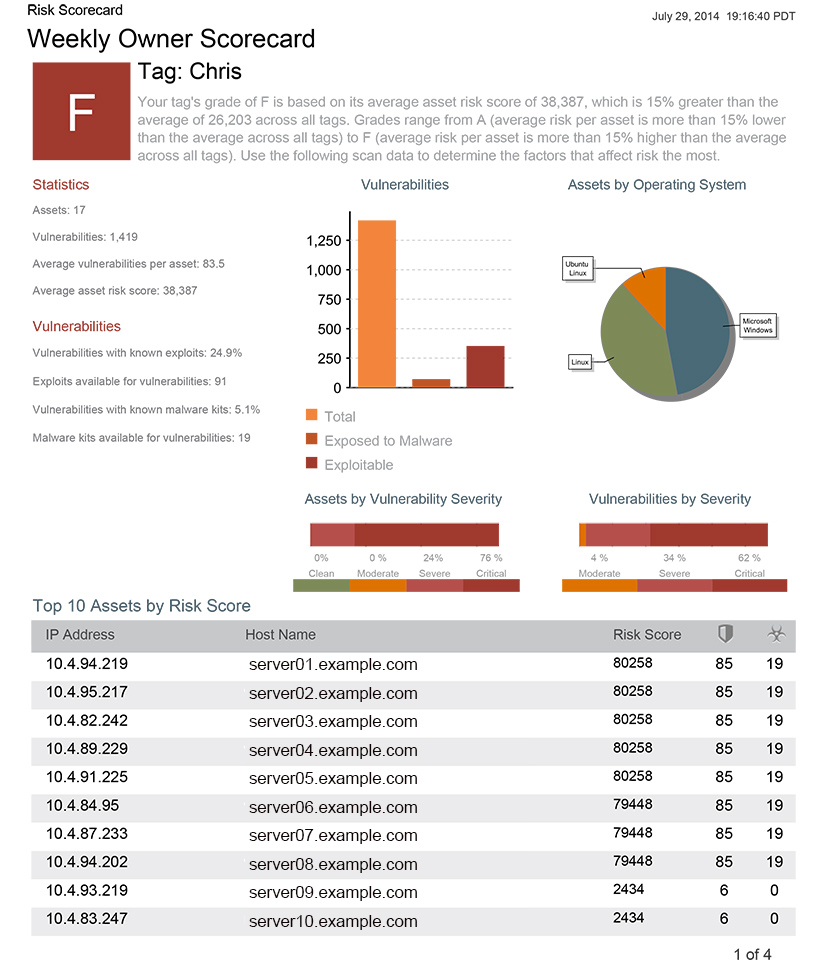 Risk Scorecard
July 29, 2014 19:16:40 PDT
Weekly Owner Scorecard
F
Tag: Chris
Your tag's grade of F is based on its average asset risk score of 38,387, which is 15% greater than the
average of 26,203 across all tags. Grades range from A (average risk per asset is more than 15% lower
than the average across all tags) to F (average risk per asset is more than 15% higher than the average
across all tags). Use the following scan data to determine the factors that affect risk the most.
Statistics
Assets: 17
Vulnerabilities: 1,419
Average vulnerabilities per asset: 83.5
Average asset risk score: 38,387
Vulnerabilities
Vulnerabilities with known exploits: 24.9%
Exploits available for vulnerabilities: 91
Vulnerabilities with known malware kits: 5.1%
Malware kits available for vulnerabilities: 19
Vulnerabilities
1,250
1,000
750
500
250
0
Total
Exposed to Malware
Exploitable
Assets by Operating System
Ubuntu
Linux
Microsoft
Windows
Linux
Assets by Vulnerability Severity
0% 0 % 24% 76 %
Clean Moderate Severe Critical
Vulnerabilities by Severity
4 % 34 % 62 %
Moderate Severe Critical
Top 10 Assets by Risk Score
IP Address Host Name Risk Score
10.4.94.219 server01.example.com 80258 85 19
10.4.95.217 server02.example.com 80258 85 19
10.4.82.242 server03.example.com 80258 85 19
10.4.89.229 server04.example.com 80258 85 19
10.4.91.225 server05.example.com 80258 85 19
10.4.84.95 server06.example.com 79448 85 19
10.4.87.233 server07.example.com 79448 85 19
10.4.94.202 server08.example.com 79448 85 19
10.4.93.219 server09.example.com 2434 6 0
10.4.83.247 server10.example.com 2434 6 0
1 of 4